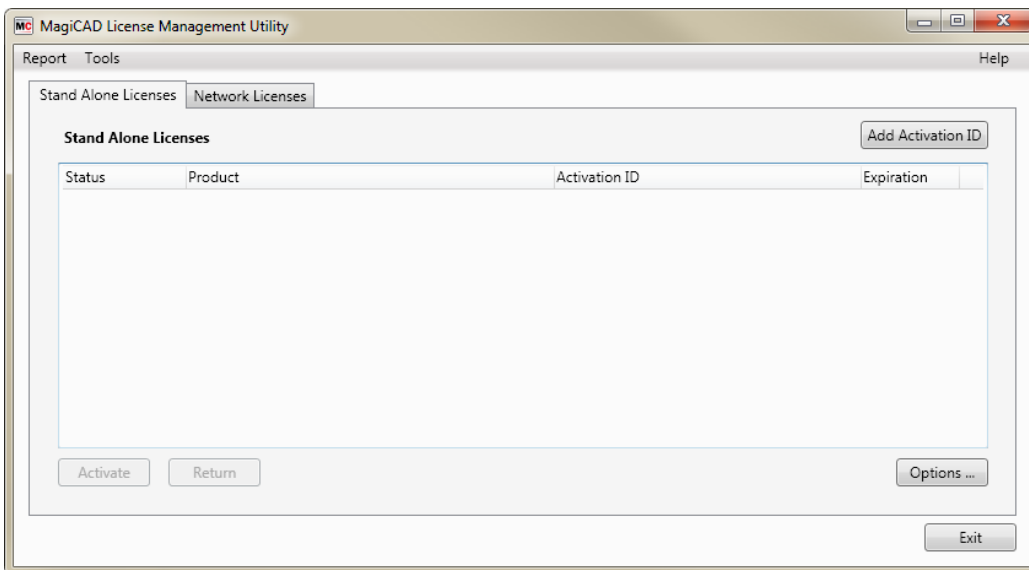 MC MagiCAD License Management Utility
Report Tools Help
Stand Alone Licenses Network Licenses
Stand Alone Licenses Add Activation ID
Status Product Activation ID Expiration
Activate Return Options ...
Exit